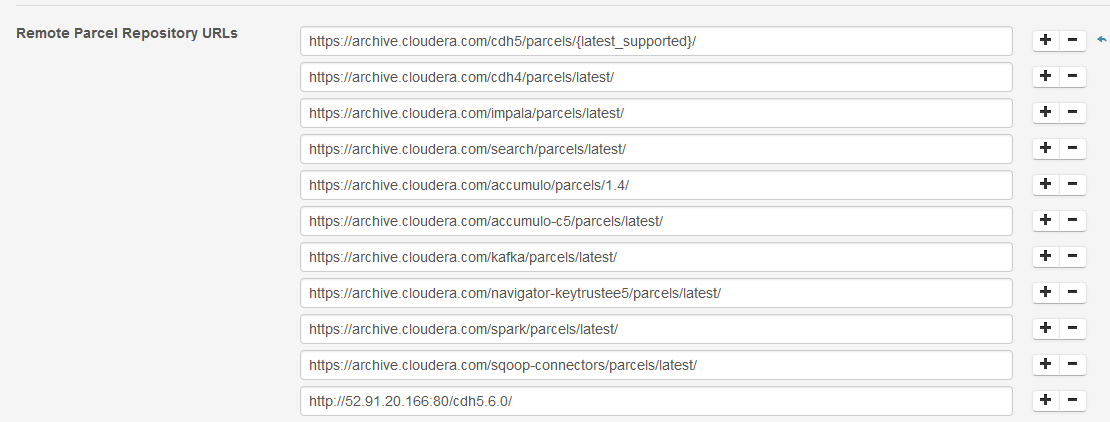 Remote Parcel Repository URLs
https://archive.cloudera.com/cdh5/parcels/{latest_supported}/
https://archive.cloudera.com/cdh4/parcels/latest/
https://archive.cloudera.com/impala/parcels/latest/
https://archive.cloudera.com/search/parcels/latest/
https://archive.cloudera.com/accumulo/parcels/1.4/
https://archive.cloudera.com/accumulo-c5/parcels/latest/
https://archive.cloudera.com/kafka/parcels/latest/
https://archive.cloudera.com/navigator-keytrustee5/parcels/latest/
https://archive.cloudera.com/spark/parcels/latest/
https://archive.cloudera.com/sqoop-connectors/parcels/latest/
http://52.91.20.166:80/cdh5.6.0/